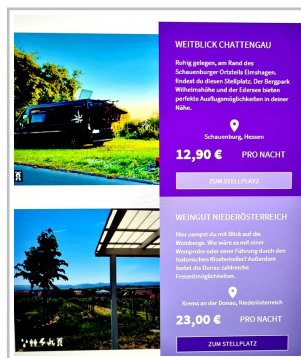 WEITBLICK CHATTENGAU
Ruhig gelegen, am Rand des
Schauenburger Ortsteils Elmshagen,
findest du diesen Stellplatz. Der Bergpark
Wilhelmshöhe und der Edersee bieten
perfekte Ausflugsmöglichkeiten in deiner
Nähe.
Schauenburg, Hessen
12,90 € PRO NACHT
ZUM STELLPLATZ
WEINGUT NIEDERÖSTERREICH
Hier campst du mit Blick auf die
Weinberge. Wie wäre es mit einer
Weinprobe oder einer Führung durch den
historischen Klosterkeller? Außerdem
bietet die Donau zahlreiche
Freizeitmöglichkeiten.
Krems an der Donau, Niederösterreich
23,00 € PRO NACHT
ZUM STELLPLATZ